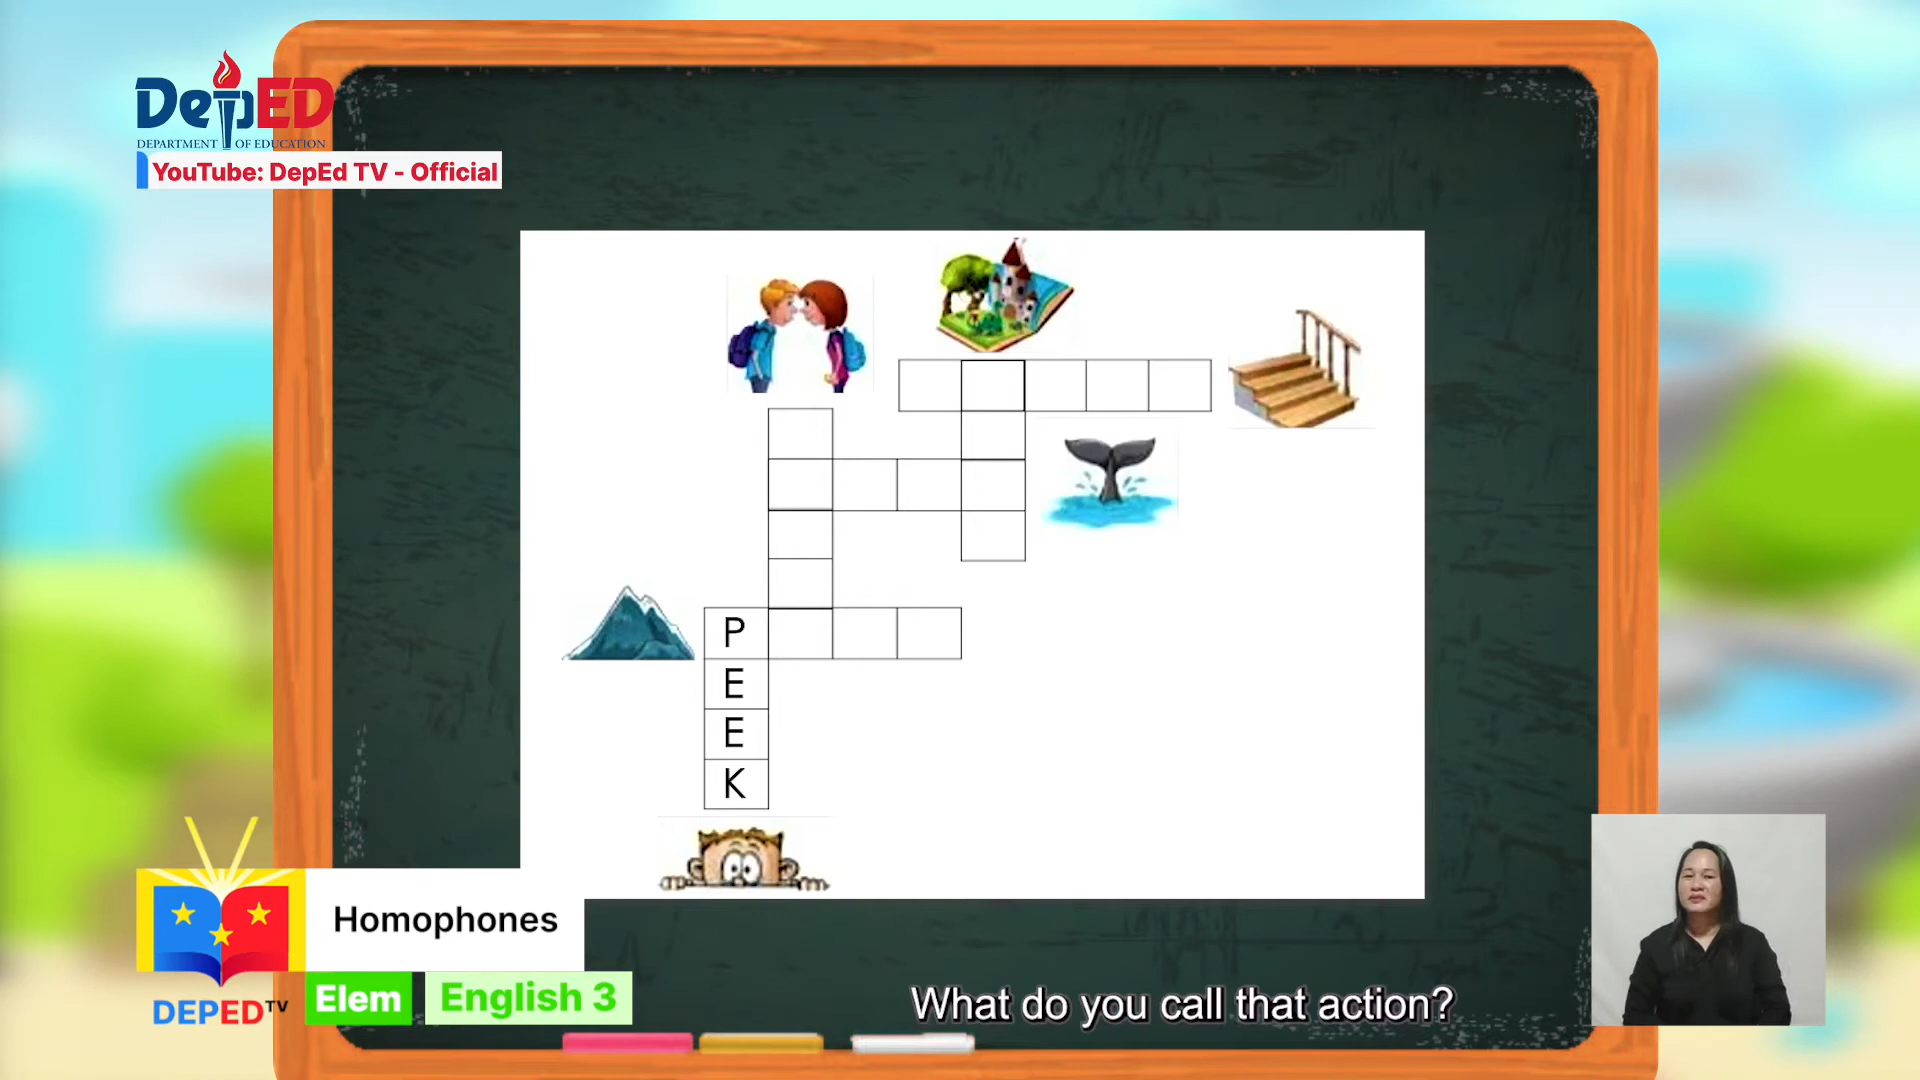 DepED
DEPARTMENT OF EDUCATION
YouTube: DepEd TV - Official
P
E
E
K
Homophones
DEPED TV
Elem
English 3
What do you call that action?